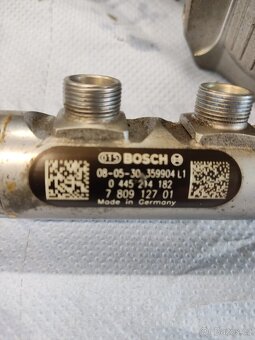 BOSCH
08-05-30 359904 L1
0 445 214 182
7 809 127 01
Made in Germany